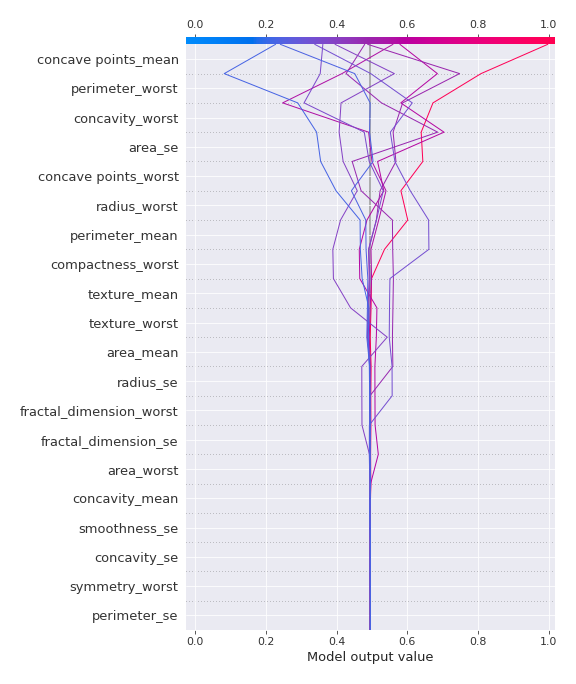 0.0 0.2 0.4 0.6 0.8 1.0
concave points_mean
perimeter_worst
concavity_worst
area_se
concave points_worst
radius_worst
perimeter_mean
compactness_worst
texture_mean
texture_worst
area_mean
radius_se
fractal_dimension_worst
fractal_dimension_se
area_worst
concavity_mean
smoothness_se
concavity_se
symmetry_worst
perimeter_se
0.0 0.2 0.4 0.6 0.8 1.0
Model output value